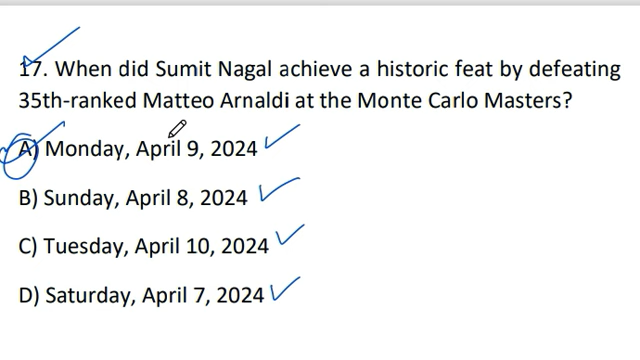 17. When did Sumit Nagal achieve a historic feat by defeating
35th-ranked Matteo Arnaldi at the Monte Carlo Masters?
A) Monday, April 9, 2024
B) Sunday, April 8, 2024
C) Tuesday, April 10, 2024
D) Saturday, April 7, 2024